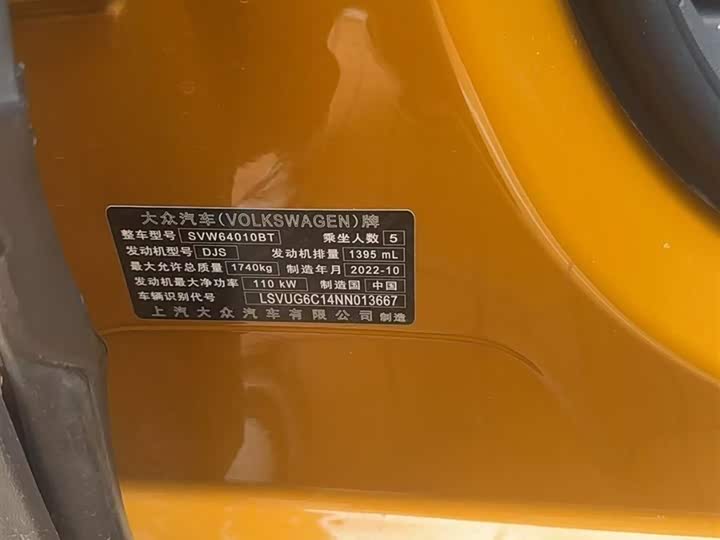 大众汽车(VOLKSWAGEN)牌
整车型号 SVW64010BT 乘坐人数 5
发动机型号 DJS 发动机排量 1395 mL
最大允许总质量 1740kg 制造年月 2022-10
发动机最大净功率 110 kW 制造国 中国
车辆识别代号 LSVUG6C14NN013667
上汽大众汽车有限公司 制造